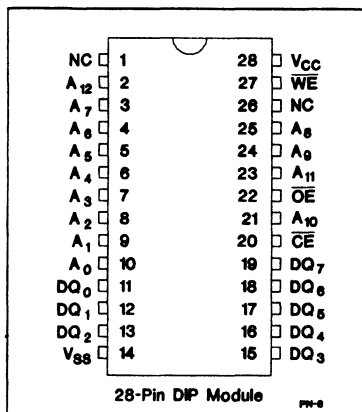 NC 1 28 VCC
A12 2 27 W̅E̅
A7 3 26 NC
A6 4 25 A8
A5 5 24 A9
A4 6 23 A11
A3 7 22 O̅E̅
A2 8 21 A10
A1 9 20 C̅E̅
A0 10 19 DQ7
DQ0 11 18 DQ6
DQ1 12 17 DQ5
DQ2 13 16 DQ4
VSS 14 15 DQ3
28-Pin DIP Module
PN-6